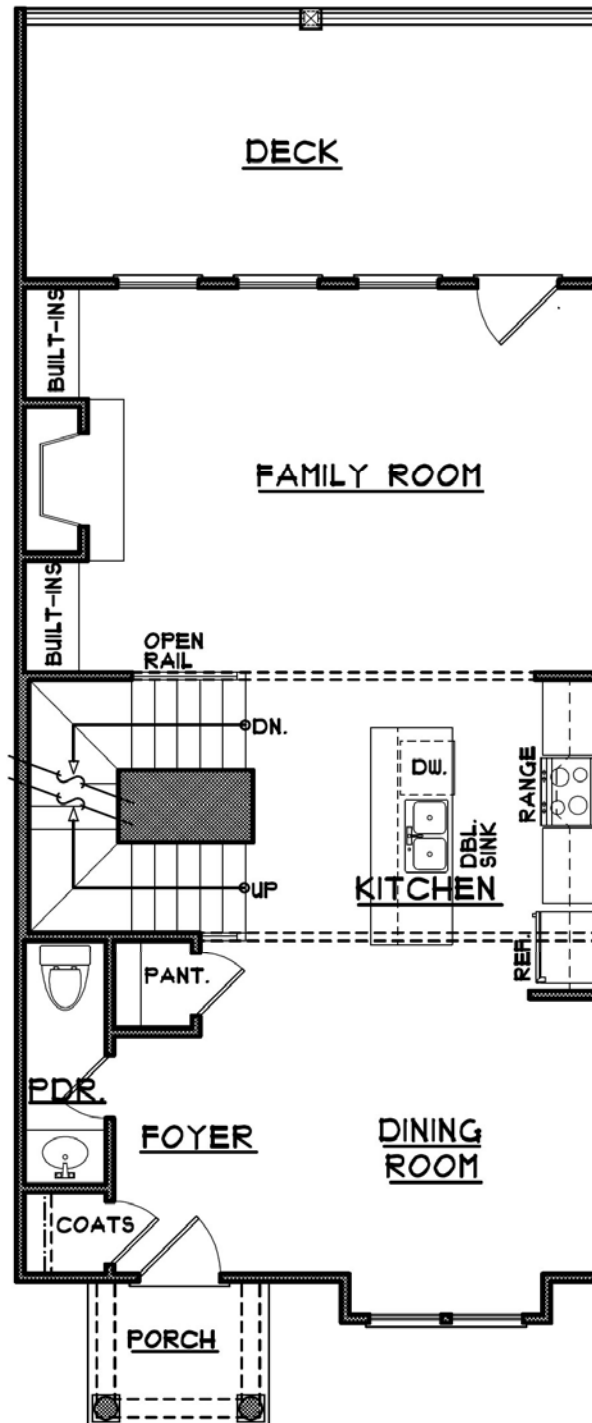 DECK
BUILT-INS
FAMILY ROOM
BUILT-INS
OPEN
RAIL
DN.
DW.
RANGE
DBL.
SINK
KITCHEN
UP
REF.
PANT.
PDR.
FOYER
DINING
ROOM
COATS
PORCH